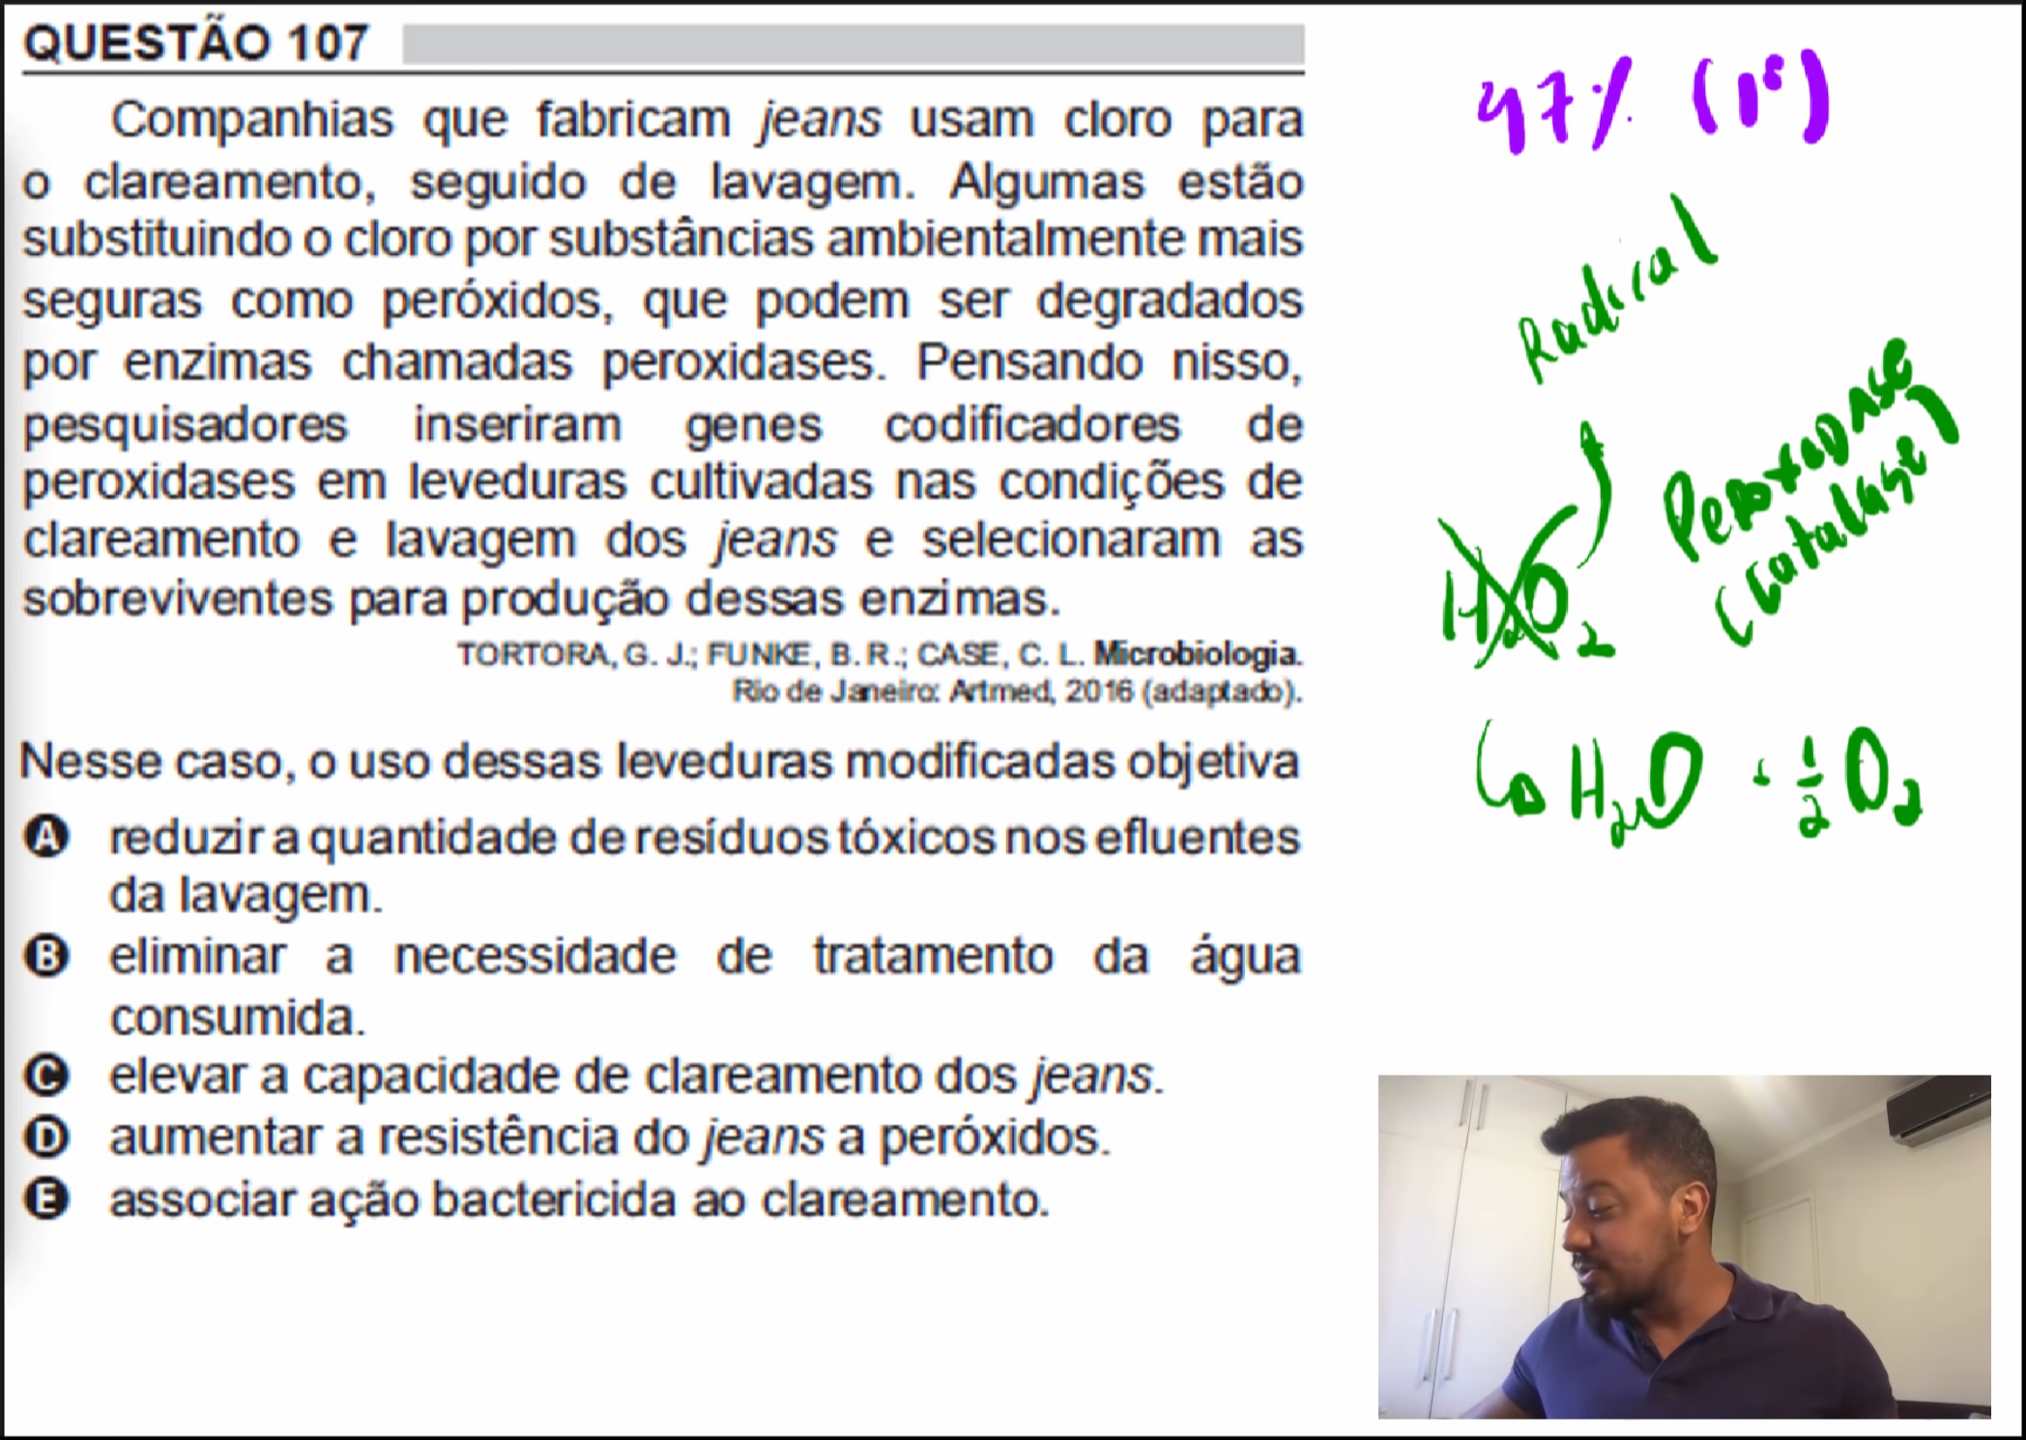 QUESTÃO 107
Companhias que fabricam jeans usam cloro para
o clareamento, seguido de lavagem. Algumas estão
substituindo o cloro por substâncias ambientalmente mais
seguras como peróxidos, que podem ser degradados
por enzimas chamadas peroxidases. Pensando nisso,
pesquisadores inseriram genes codificadores de
peroxidases em leveduras cultivadas nas condições de
clareamento e lavagem dos jeans e selecionaram as
sobreviventes para produção dessas enzimas.
TORTORA, G. J.; FUNKE, B. R.; CASE, C. L. Microbiologia.
Rio de Janeiro: Artmed, 2016 (adaptado).
Nesse caso, o uso dessas leveduras modificadas objetiva
A reduzir a quantidade de resíduos tóxicos nos efluentes
da lavagem.
B eliminar a necessidade de tratamento da água
consumida.
C elevar a capacidade de clareamento dos jeans.
D aumentar a resistência do jeans a peróxidos.
E associar ação bactericida ao clareamento.
47% (1º)
Radical
Peroxidase
(catalase)
H2O2
H2O + 1/2 O2